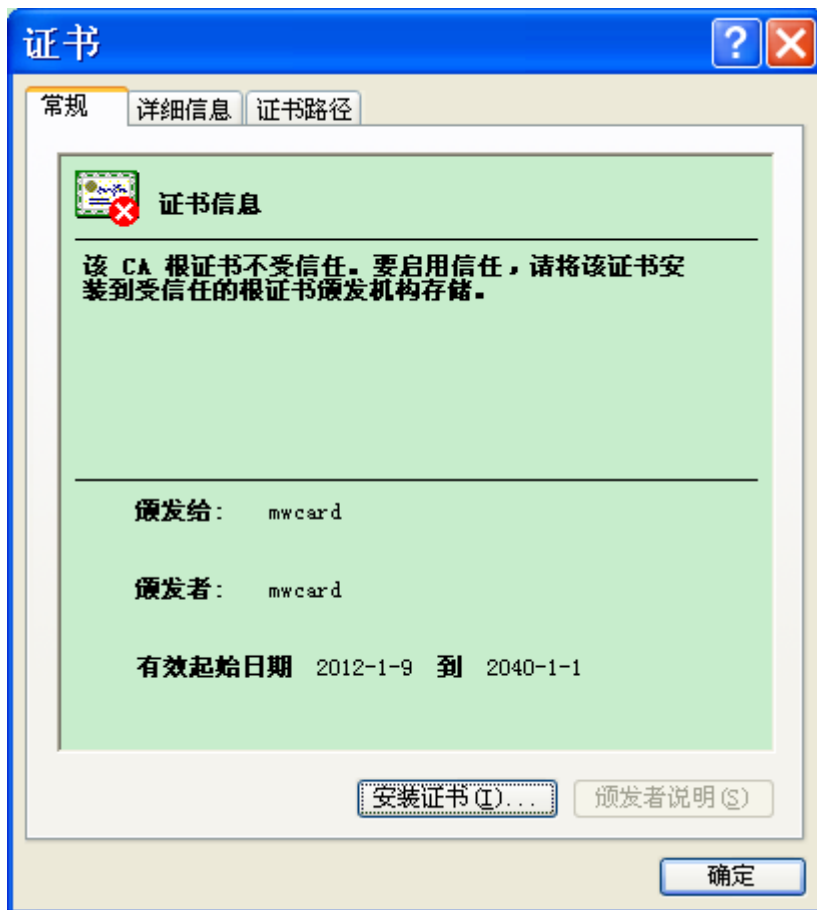 证书
常规 详细信息 证书路径
证书信息
该 CA 根证书不受信任。要启用信任，请将该证书安
装到受信任的根证书颁发机构存储。
颁发给： mwcard
颁发者： mwcard
有效起始日期 2012-1-9 到 2040-1-1
安装证书(I)... 颁发者说明(S)
确定